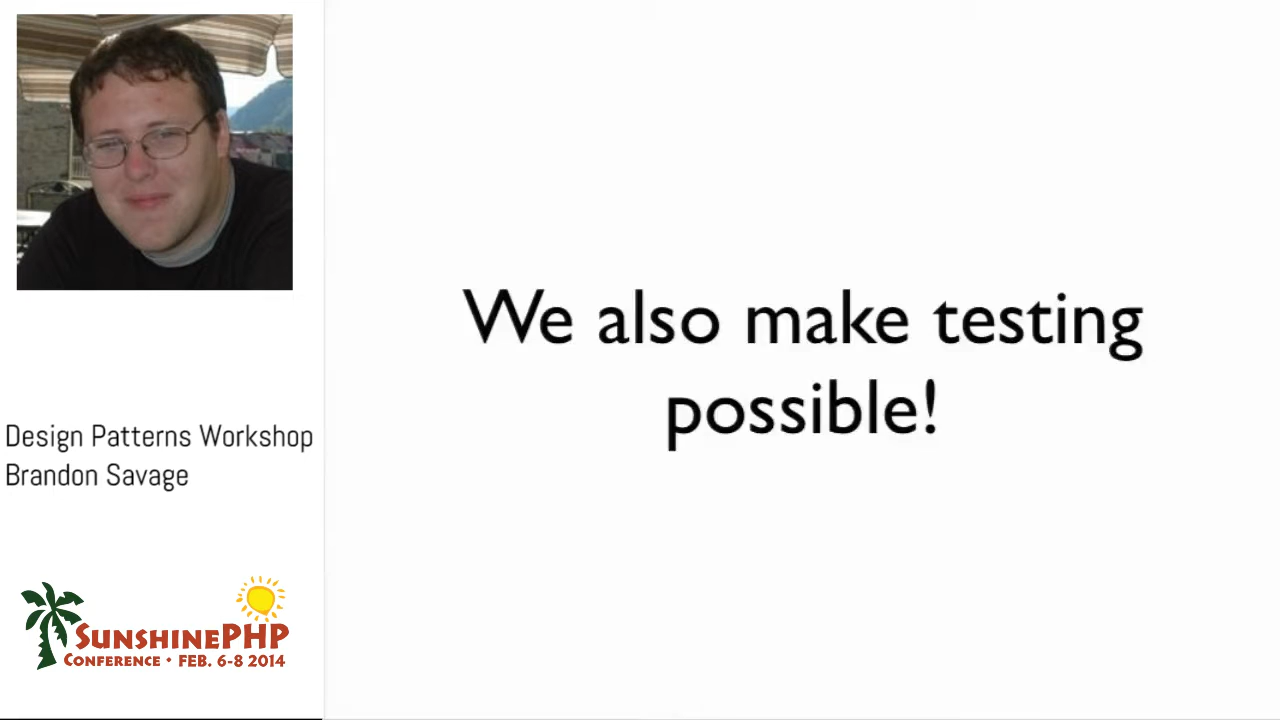 Design Patterns Workshop
Brandon Savage
SUNSHINEPHP
CONFERENCE • FEB. 6-8 2014
We also make testing
possible!